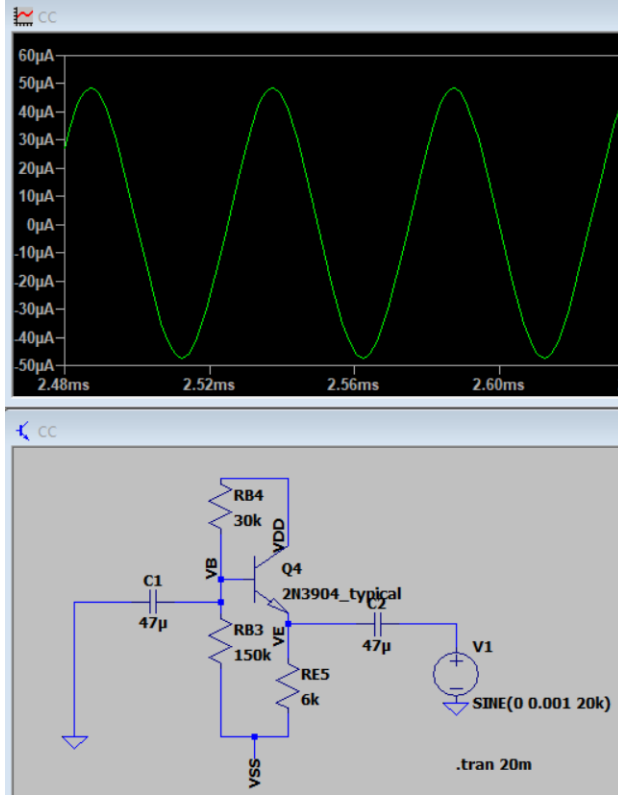 CC
60µA
50µA
40µA
30µA
20µA
10µA
0µA
-10µA
-20µA
-30µA
-40µA
-50µA
2.48ms 2.52ms 2.56ms 2.60ms
CC
RB4
30k
VDD
VB
Q4
2N3904_typical
C1
47µ
C2
47µ
RB3
150k
VE
V1
RE5
6k
SINE(0 0.001 20k)
VSS
.tran 20m